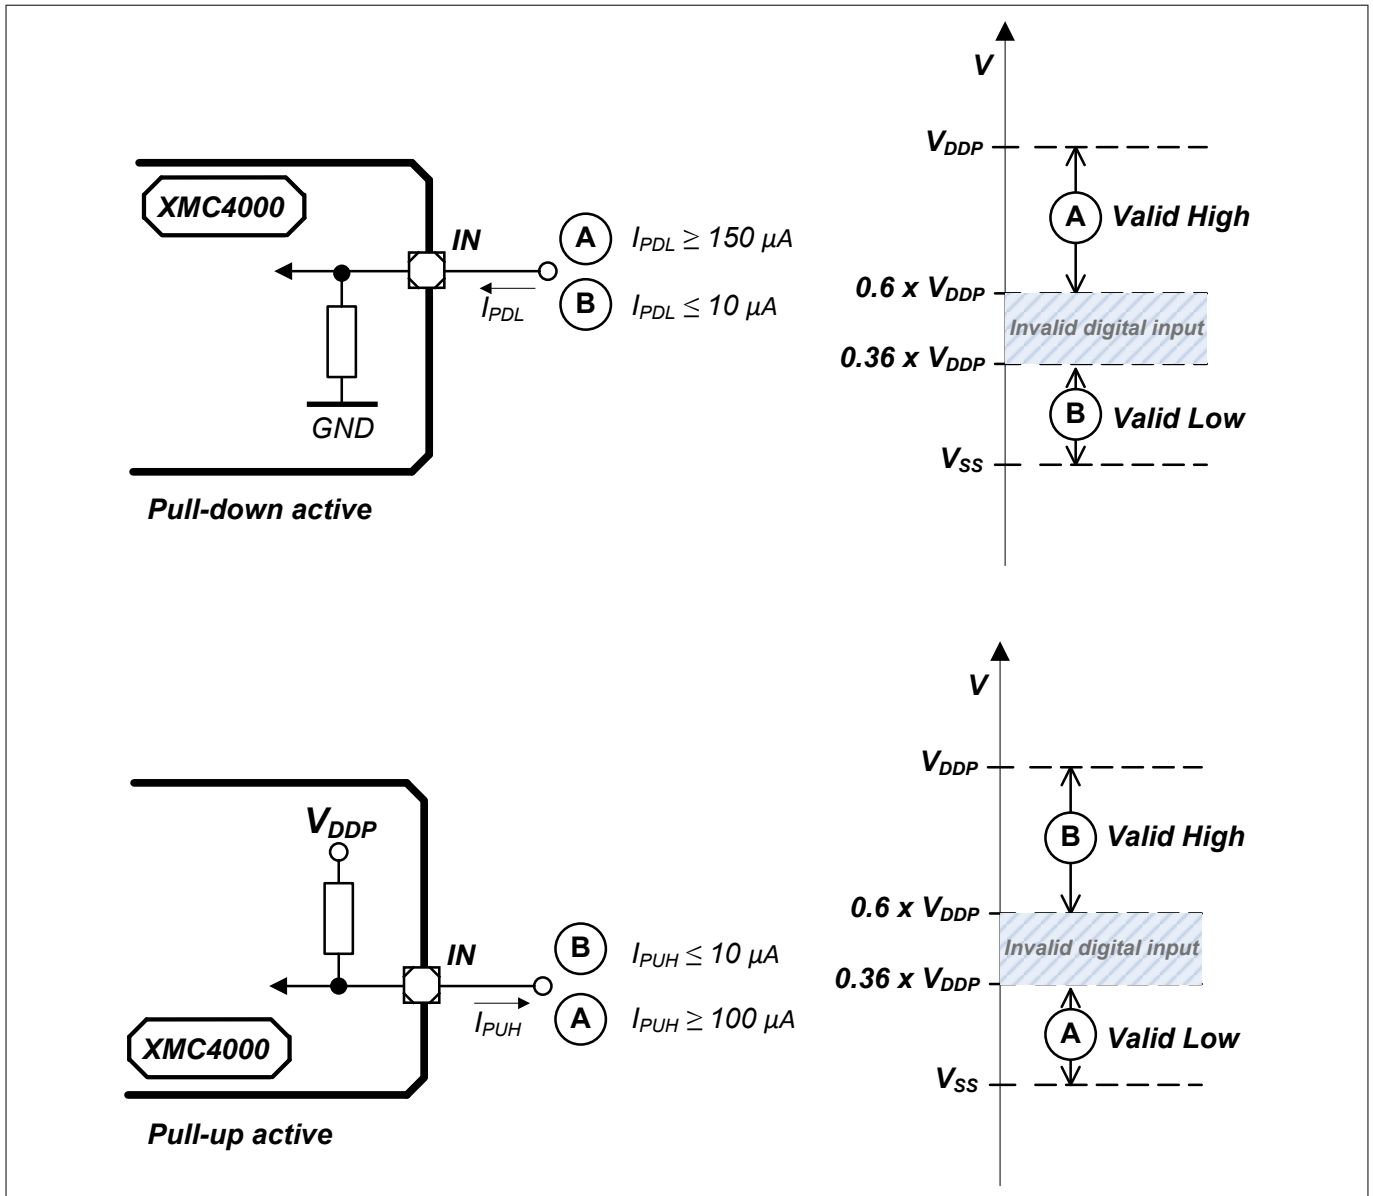 V
V_DDP
XMC4000
A Valid High
IN
A I_PDL ≥ 150 µA
I_PDL
B I_PDL ≤ 10 µA
0.6 x V_DDP
Invalid digital input
0.36 x V_DDP
GND
B Valid Low
V_SS
Pull-down active
V
V_DDP
V_DDP
B Valid High
0.6 x V_DDP
IN
B I_PUH ≤ 10 µA
Invalid digital input
0.36 x V_DDP
I_PUH
A I_PUH ≥ 100 µA
XMC4000
A Valid Low
V_SS
Pull-up active